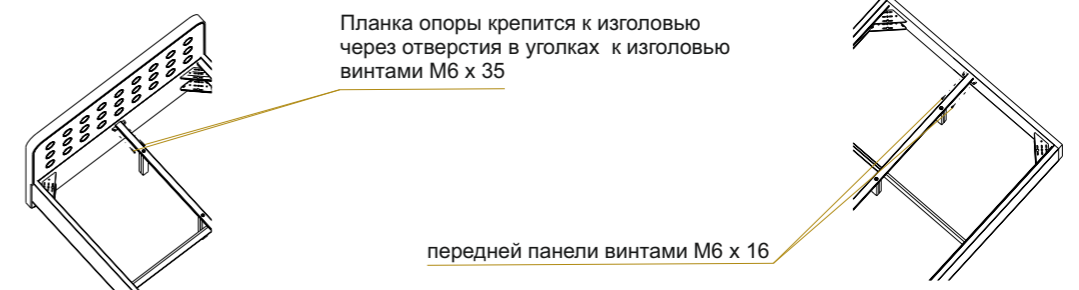 Планка опоры крепится к изголовью
через отверстия в уголках к изголовью
винтами М6 х 35
передней панели винтами М6 х 16